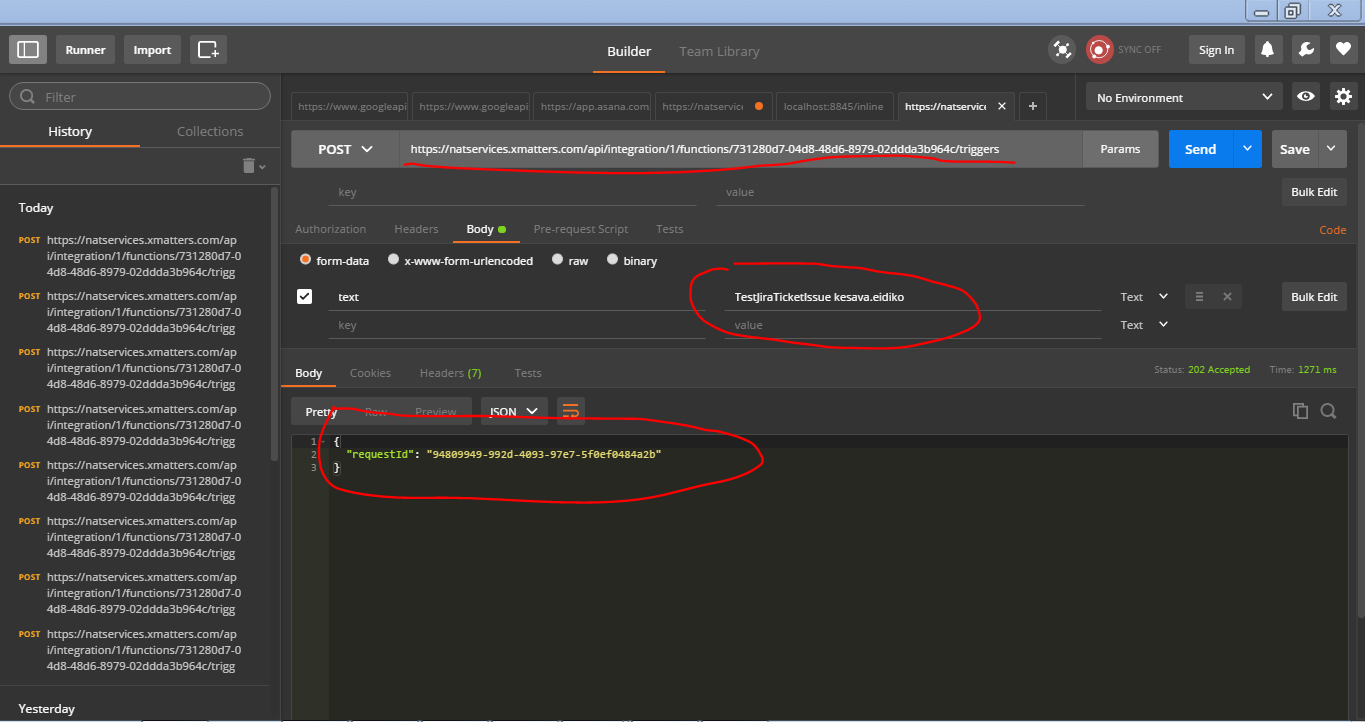 Runner
Import
Builder
Team Library
SYNC OFF
Sign In
Filter
History
Collections
https://www.googleapi
https://www.googleapi
https://app.asana.com
https://natservice
localhost:8845/inline
https://natservice
No Environment
POST
https://natservices.xmatters.com/api/integration/1/functions/731280d7-04d8-48d6-8979-02ddda3b964c/triggers
Params
Send
Save
key
value
Bulk Edit
Today
Authorization
Headers
Body
Pre-request Script
Tests
Code
form-data
x-www-form-urlencoded
raw
binary
text
TestJiraTicketIssue kesava.eidiko
Text
Bulk Edit
key
value
Text
Body
Cookies
Headers (7)
Tests
Status: 202 Accepted
Time: 1271 ms
Pretty
Raw
Preview
JSON
1 {
2 "requestId": "94809949-992d-4093-97e7-5f0ef0484a2b"
3 }
POST https://natservices.xmatters.com/ap
i/integration/1/functions/731280d7-0
4d8-48d6-8979-02ddda3b964c/trigg
POST https://natservices.xmatters.com/ap
i/integration/1/functions/731280d7-0
4d8-48d6-8979-02ddda3b964c/trigg
POST https://natservices.xmatters.com/ap
i/integration/1/functions/731280d7-0
4d8-48d6-8979-02ddda3b964c/trigg
POST https://natservices.xmatters.com/ap
i/integration/1/functions/731280d7-0
4d8-48d6-8979-02ddda3b964c/trigg
POST https://natservices.xmatters.com/ap
i/integration/1/functions/731280d7-0
4d8-48d6-8979-02ddda3b964c/trigg
POST https://natservices.xmatters.com/ap
i/integration/1/functions/731280d7-0
4d8-48d6-8979-02ddda3b964c/trigg
POST https://natservices.xmatters.com/ap
i/integration/1/functions/731280d7-0
4d8-48d6-8979-02ddda3b964c/trigg
POST https://natservices.xmatters.com/ap
i/integration/1/functions/731280d7-0
4d8-48d6-8979-02ddda3b964c/trigg
Yesterday